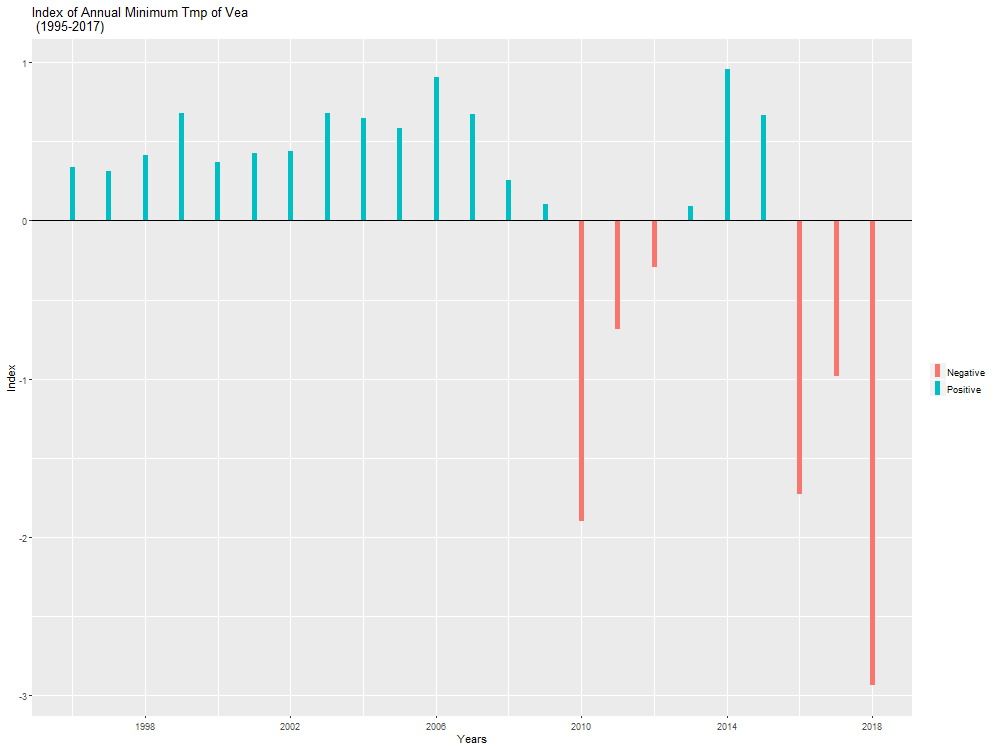 Index of Annual Minimum Tmp of Vea
(1995-2017)
1
0
-1
-2
-3
Index
1998 2002 2006 2010 2014 2018
Years
Negative
Positive